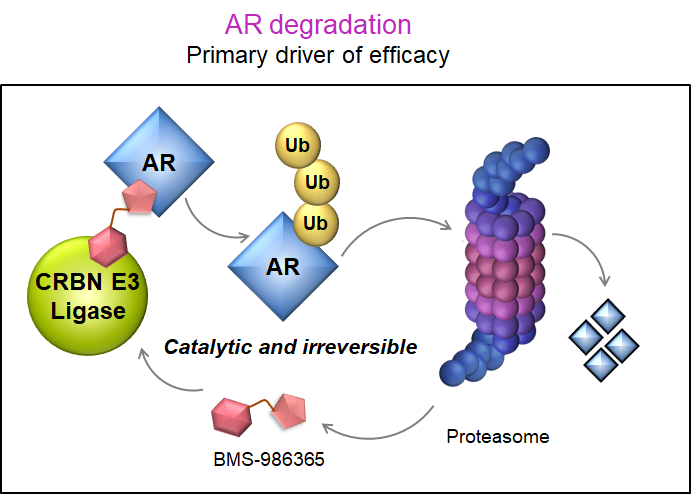 AR degradation
Primary driver of efficacy
AR
Ub
Ub
Ub
AR
CRBN E3
Ligase
Catalytic and irreversible
BMS-986365
Proteasome